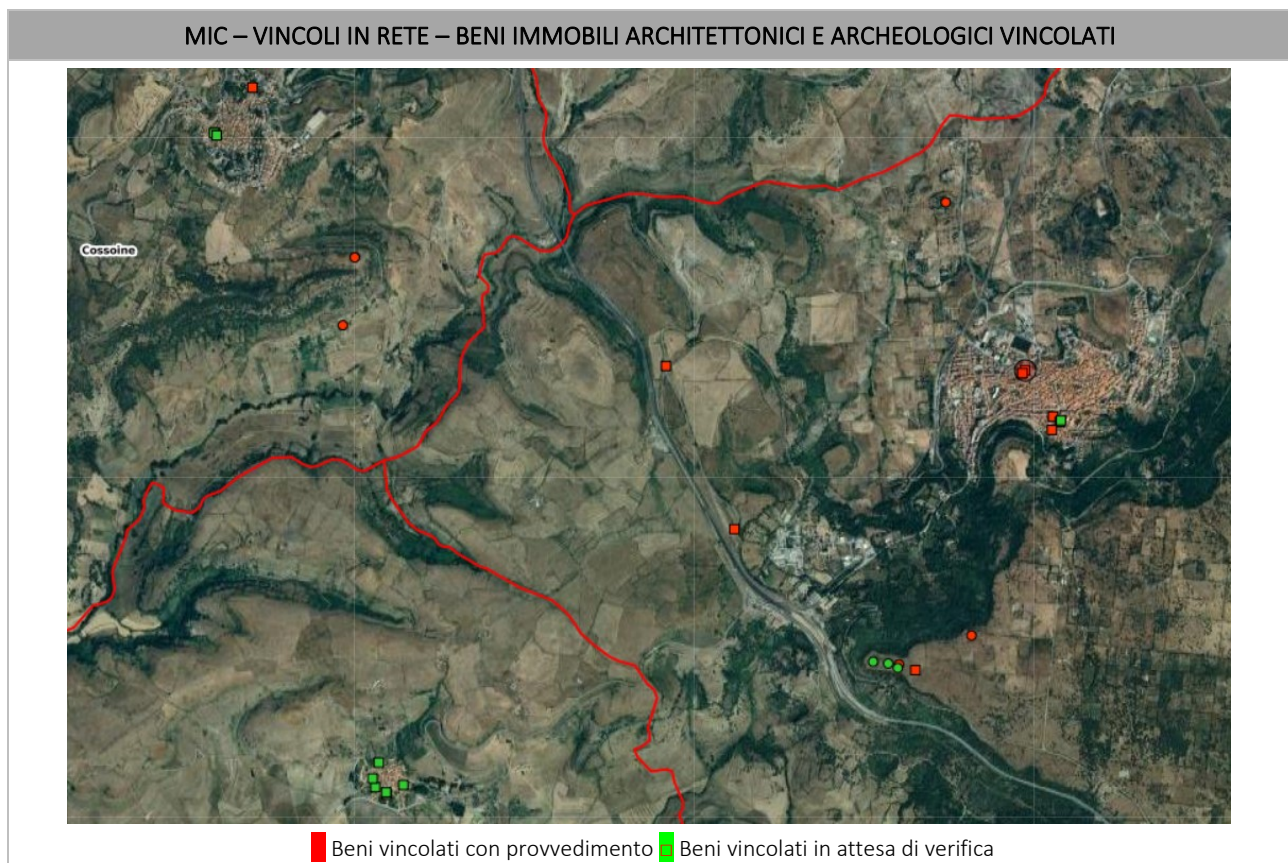 MIC – VINCOLI IN RETE – BENI IMMOBILI ARCHITETTONICI E ARCHEOLOGICI VINCOLATI
Cossoine
Beni vincolati con provvedimento Beni vincolati in attesa di verifica